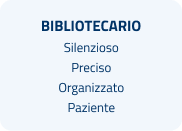 BIBLIOTECARIO
Silenzioso
Preciso
Organizzato
Paziente